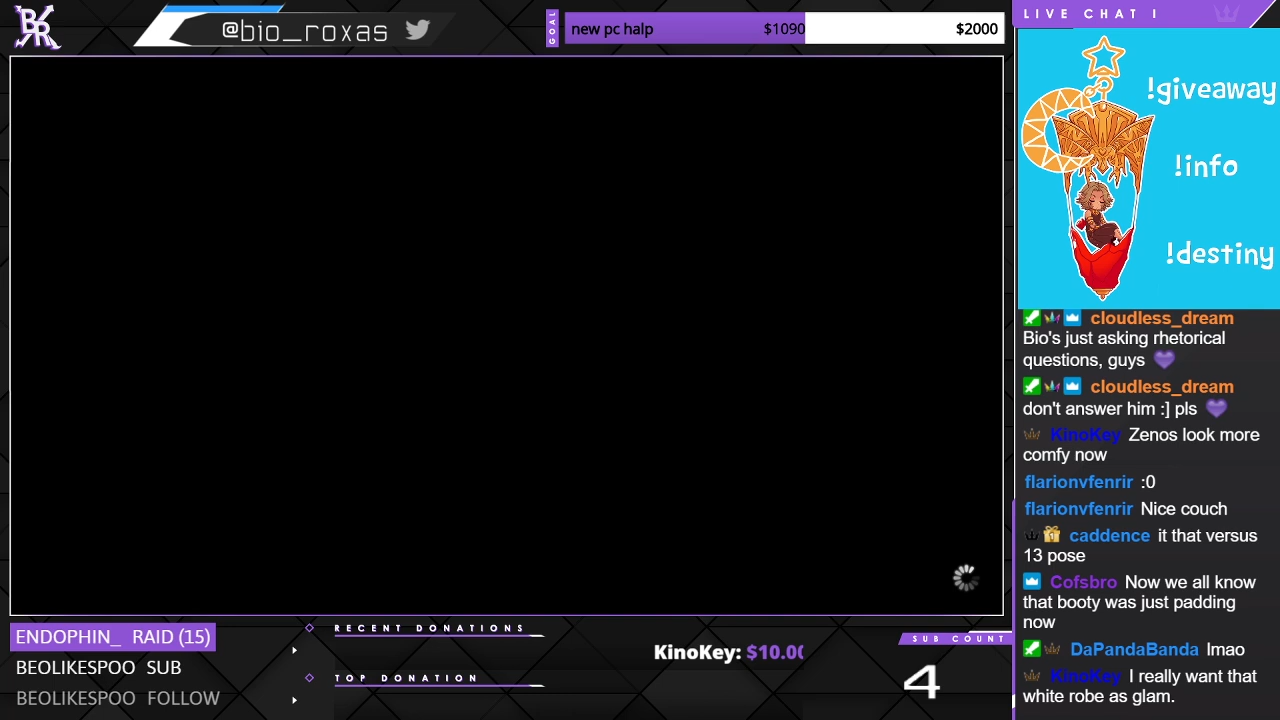 BR
@bio_roxas
GOAL
new pc halp $1090 $2000
LIVE CHAT |
!giveaway
!info
!destiny
cloudless_dream
Bio's just asking rhetorical
questions, guys
cloudless_dream
don't answer him :] pls
KinoKey Zenos look more
comfy now
flarionvfenrir :0
flarionvfenrir Nice couch
caddence it that versus
13 pose
Cofsbro Now we all know
that booty was just padding
now
DaPandaBanda lmao
KinoKey I really want that
white robe as glam.
ENDOPHIN_ RAID (15)
BEOLIKESPOO SUB
BEOLIKESPOO FOLLOW
RECENT DONATIONS
KinoKey: $10.00
TOP DONATION
SUB COUNT
4